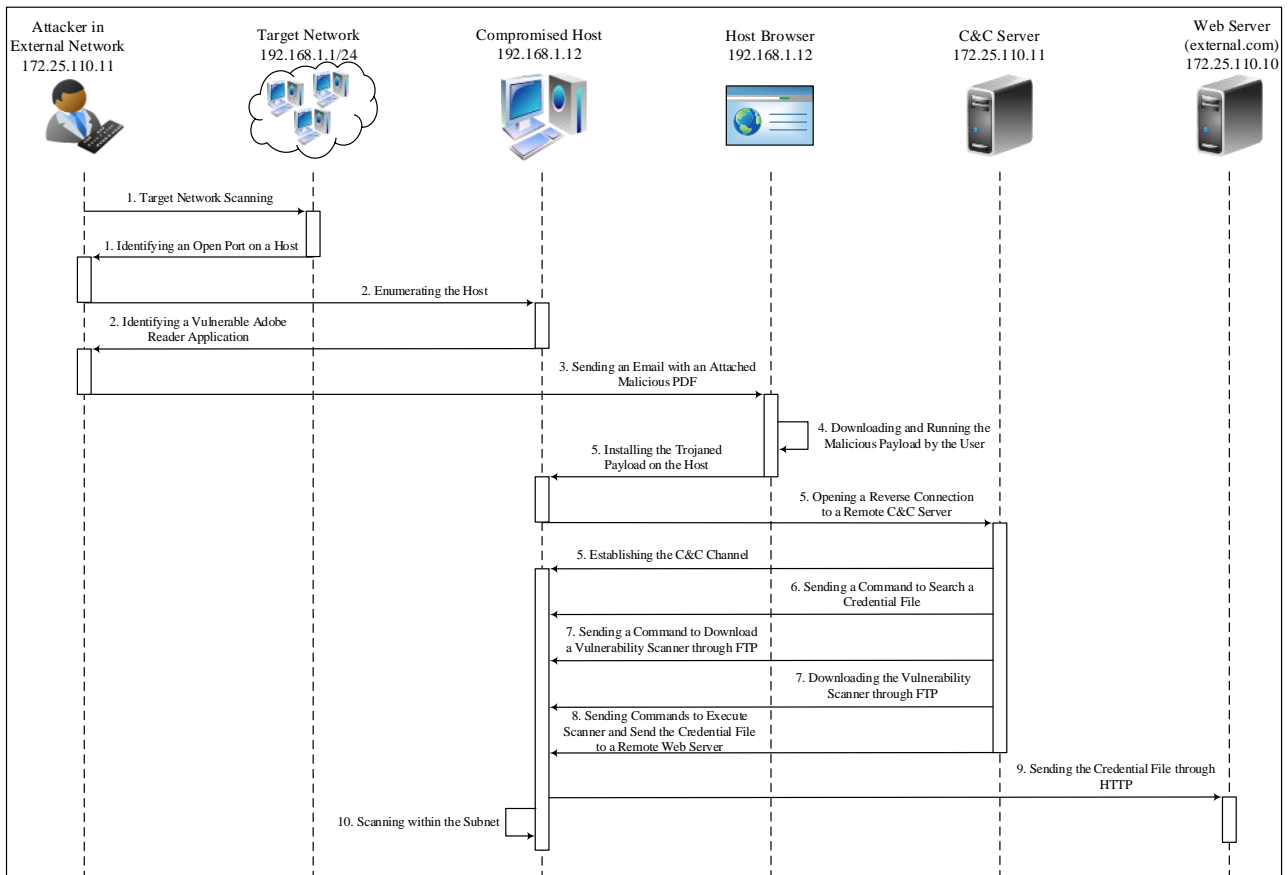 Attacker in
External Network
172.25.110.11
Target Network
192.168.1.1/24
Compromised Host
192.168.1.12
Host Browser
192.168.1.12
C&C Server
172.25.110.11
Web Server
(external.com)
172.25.110.10
1. Target Network Scanning
1. Identifying an Open Port on a Host
2. Enumerating the Host
2. Identifying a Vulnerable Adobe
Reader Application
3. Sending an Email with an Attached
Malicious PDF
4. Downloading and Running the
Malicious Payload by the User
5. Installing the Trojaned
Payload on the Host
5. Opening a Reverse Connection
to a Remote C&C Server
5. Establishing the C&C Channel
6. Sending a Command to Search a
Credential File
7. Sending a Command to Download
a Vulnerability Scanner through FTP
7. Downloading the Vulnerability
Scanner through FTP
8. Sending Commands to Execute
Scanner and Send the Credential File
to a Remote Web Server
9. Sending the Credential File through
HTTP
10. Scanning within the Subnet